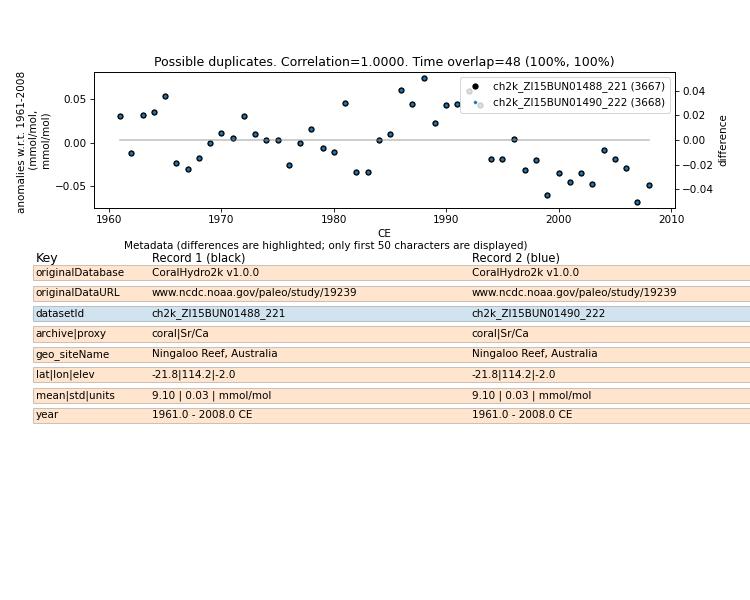 Possible duplicates. Correlation=1.0000. Time overlap=48 (100%, 100%)
anomalies w.r.t. 1961-2008
(mmol/mol,
mmol/mol)
0.05
0.00
−0.05
ch2k_ZI15BUN01488_221 (3667)
ch2k_ZI15BUN01490_222 (3668)
0.04
0.02
0.00
−0.02
−0.04
difference
1960
1970
1980
1990
2000
2010
CE
Metadata (differences are highlighted; only first 50 characters are displayed)
Key Record 1 (black) Record 2 (blue)
originalDatabase CoralHydro2k v1.0.0 CoralHydro2k v1.0.0
originalDataURL www.ncdc.noaa.gov/paleo/study/19239 www.ncdc.noaa.gov/paleo/study/19239
datasetId ch2k_ZI15BUN01488_221 ch2k_ZI15BUN01490_222
archive|proxy coral|Sr/Ca coral|Sr/Ca
geo_siteName Ningaloo Reef, Australia Ningaloo Reef, Australia
lat|lon|elev -21.8|114.2|-2.0 -21.8|114.2|-2.0
mean|std|units 9.10 | 0.03 | mmol/mol 9.10 | 0.03 | mmol/mol
year 1961.0 - 2008.0 CE 1961.0 - 2008.0 CE